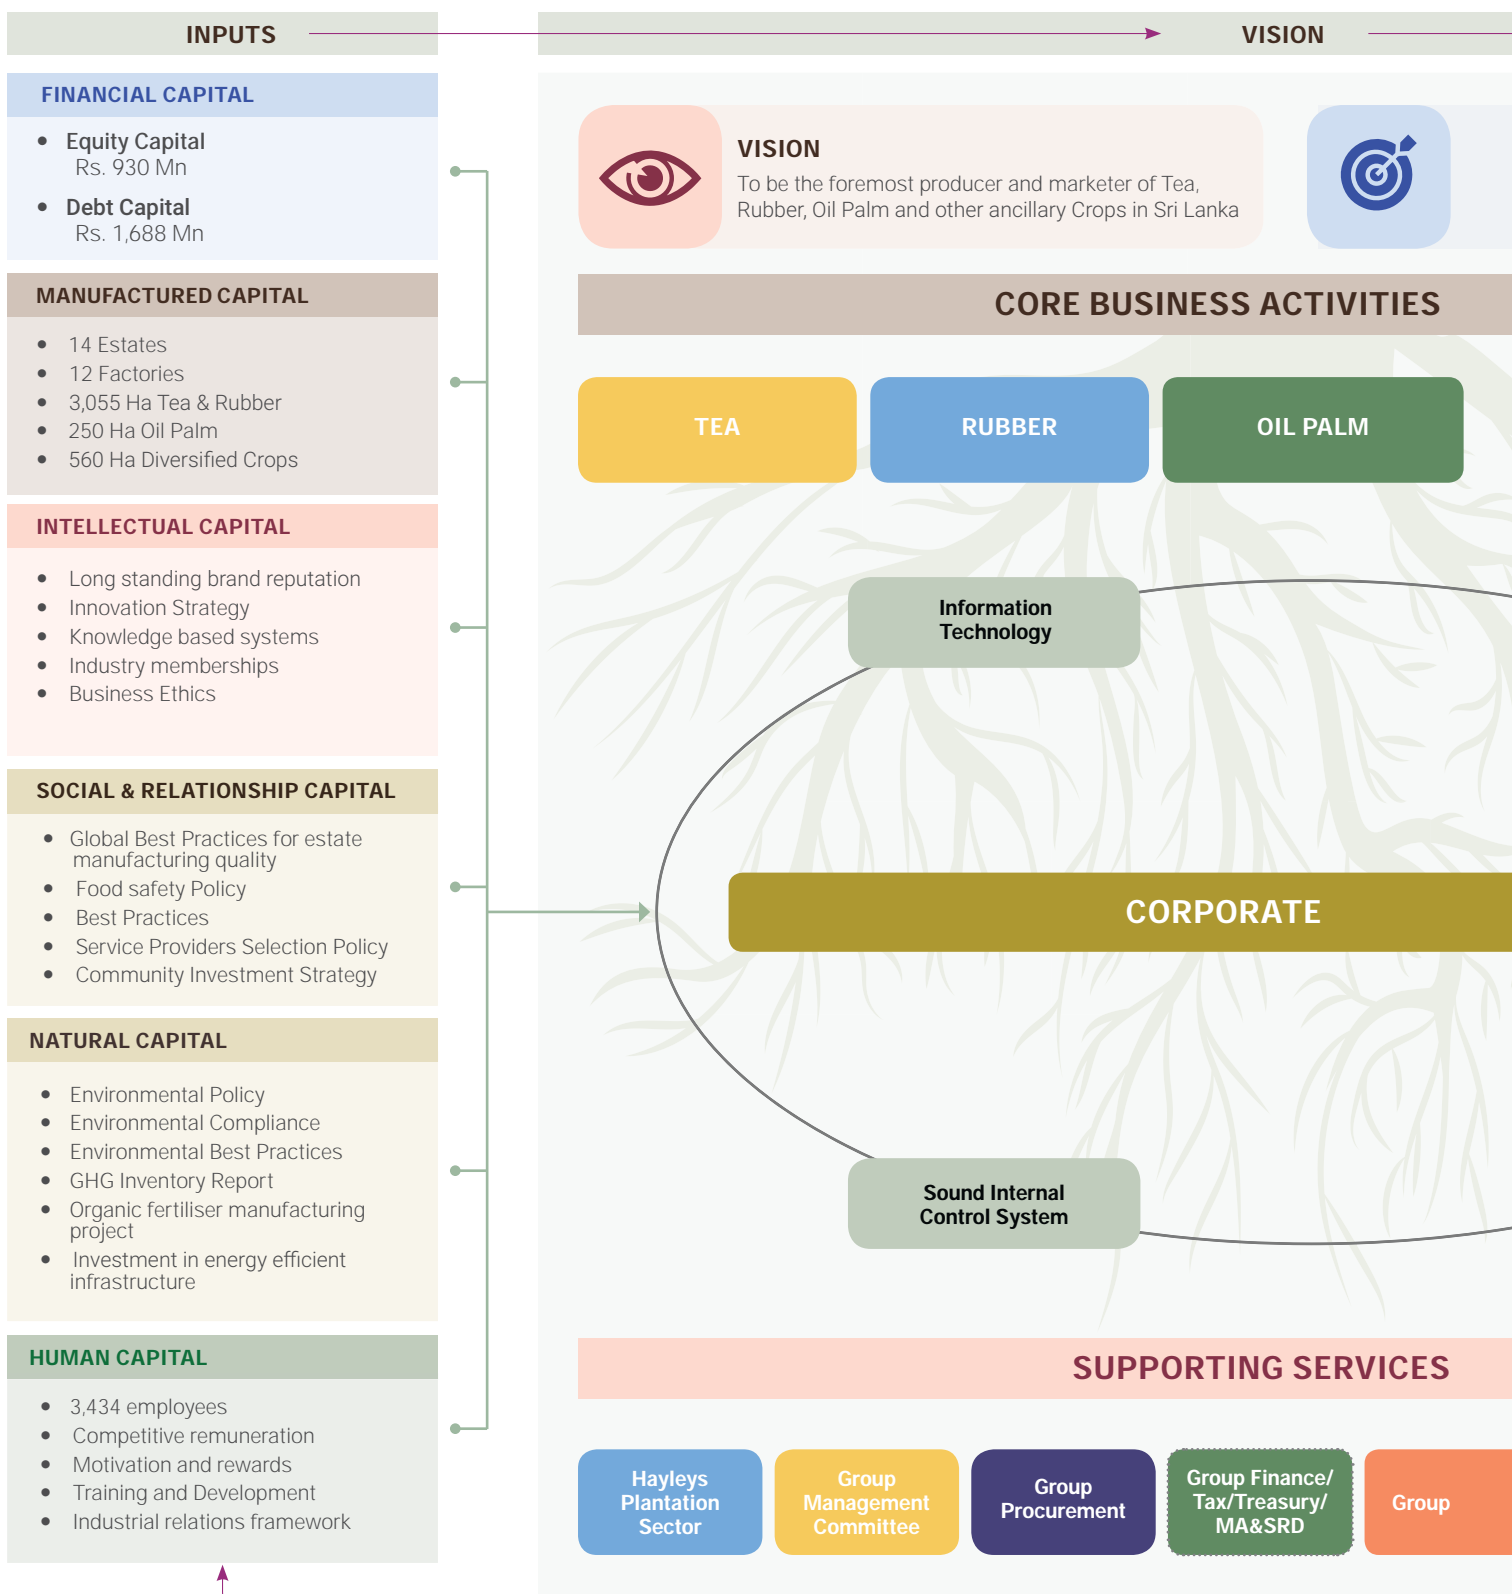 INPUTS
VISION
FINANCIAL CAPITAL
• Equity Capital
Rs. 930 Mn
• Debt Capital
Rs. 1,688 Mn
MANUFACTURED CAPITAL
• 14 Estates
• 12 Factories
• 3,055 Ha Tea & Rubber
• 250 Ha Oil Palm
• 560 Ha Diversified Crops
INTELLECTUAL CAPITAL
• Long standing brand reputation
• Innovation Strategy
• Knowledge based systems
• Industry memberships
• Business Ethics
SOCIAL & RELATIONSHIP CAPITAL
• Global Best Practices for estate
manufacturing quality
• Food safety Policy
• Best Practices
• Service Providers Selection Policy
• Community Investment Strategy
NATURAL CAPITAL
• Environmental Policy
• Environmental Compliance
• Environmental Best Practices
• GHG Inventory Report
• Organic fertiliser manufacturing
project
• Investment in energy efficient
infrastructure
HUMAN CAPITAL
• 3,434 employees
• Competitive remuneration
• Motivation and rewards
• Training and Development
• Industrial relations framework
VISION
To be the foremost producer and marketer of Tea,
Rubber, Oil Palm and other ancillary Crops in Sri Lanka
CORE BUSINESS ACTIVITIES
TEA
RUBBER
OIL PALM
Information
Technology
CORPORATE
Sound Internal
Control System
SUPPORTING SERVICES
Hayleys
Plantation
Sector
Group
Management
Committee
Group
Procurement
Group Finance/
Tax/Treasury/
MA&SRD
Group